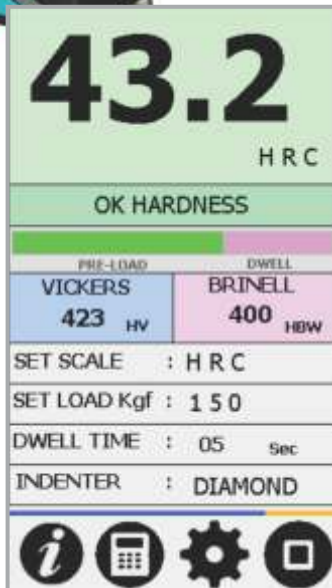 43.2
HRC
OK HARDNESS
PRE-LOAD DWELL
VICKERS BRINELL
423 HV 400 HBW
SET SCALE : HRC
SET LOAD Kgf : 150
DWELL TIME : 05 Sec
INDENTER : DIAMOND